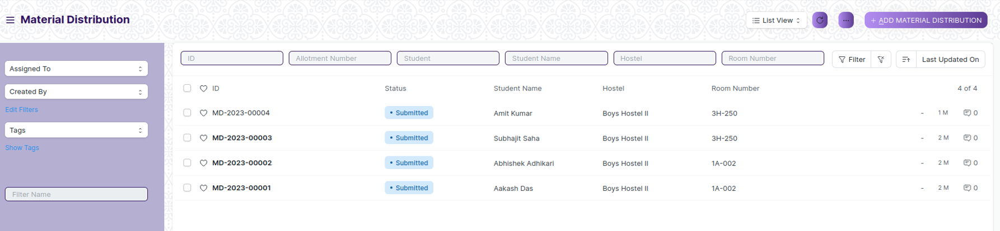 Material Distribution
List View
...
+ ADD MATERIAL DISTRIBUTION
Assigned To
Created By
Edit Filters
Tags
Show Tags
Filter Name
ID Allotment Number Student Student Name Hostel Room Number Filter Last Updated On
ID Status Student Name Hostel Room Number 4 of 4
MD-2023-00004 • Submitted Amit Kumar Boys Hostel II 3H-250 - 1 M 0
MD-2023-00003 • Submitted Subhajit Saha Boys Hostel II 3H-250 - 2 M 0
MD-2023-00002 • Submitted Abhishek Adhikari Boys Hostel II 1A-002 - 2 M 0
MD-2023-00001 • Submitted Aakash Das Boys Hostel II 1A-002 - 2 M 0